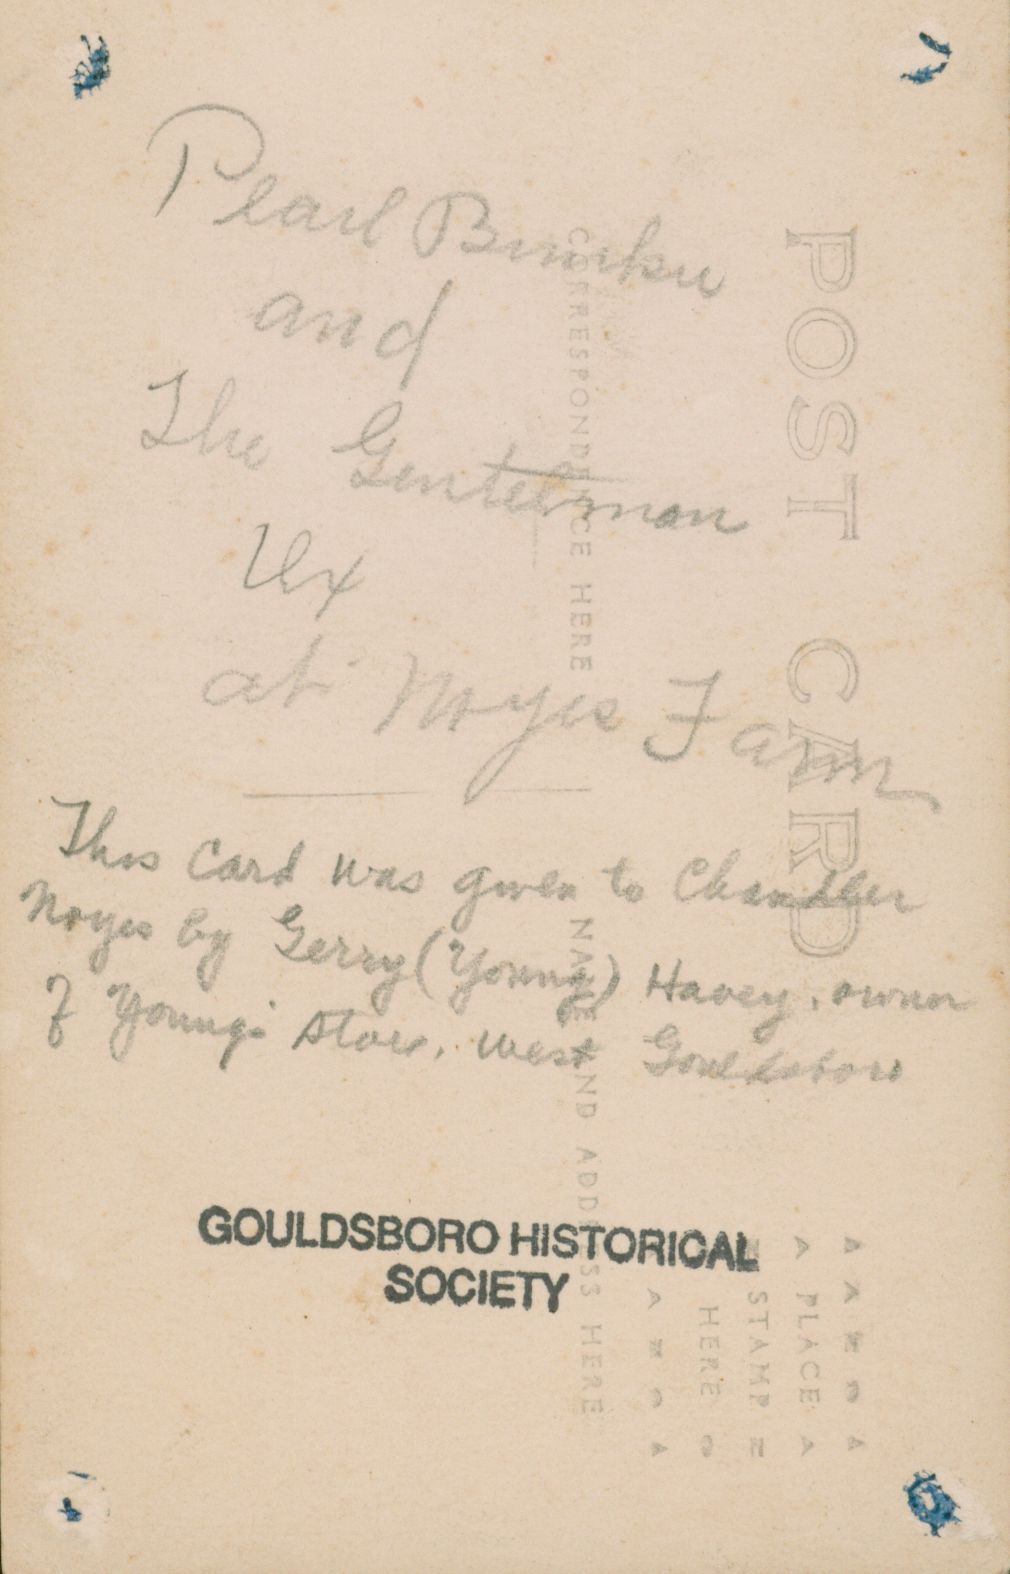 Pearl
and
The Gentleman
Ux
at Noyes Farm
This Card was given to Chandler
Noyes by Gerry (Young) Havey, owner
of Young's Store, West Gouldsboro
GOULDSBORO HISTORICAL
SOCIETY
POST CARD
CORRESPONDENCE HERE
NAME AND ADDRESS HERE
PLACE
STAMP
HERE